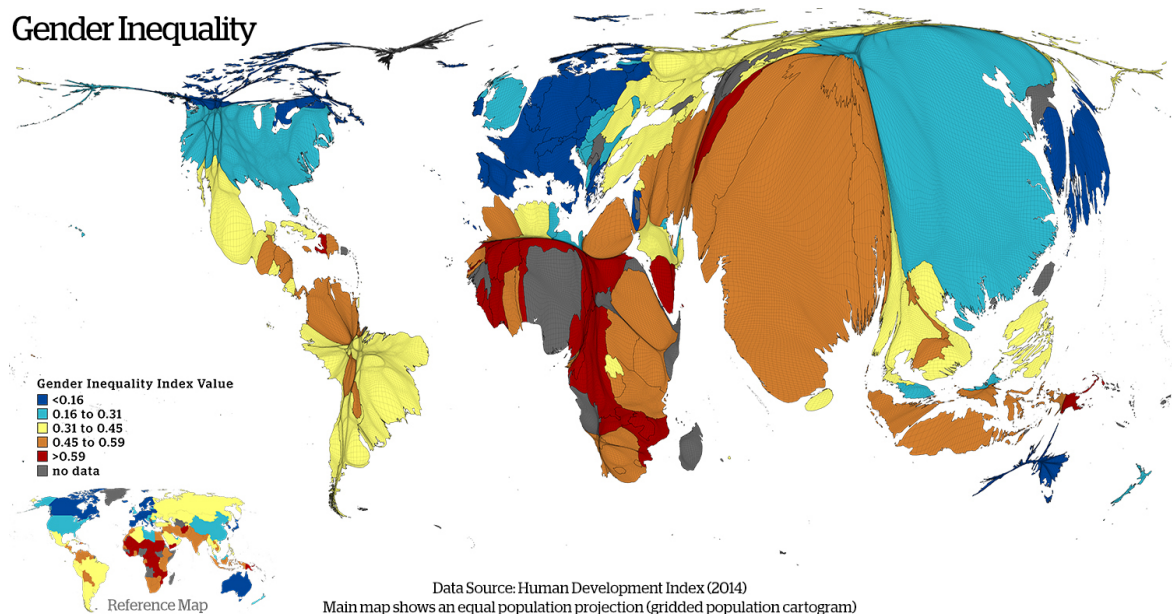 Gender Inequality
Gender Inequality Index Value
<0.16
0.16 to 0.31
0.31 to 0.45
0.45 to 0.59
>0.59
no data
Reference Map
Data Source: Human Development Index (2014)
Main map shows an equal population projection (gridded population cartogram)